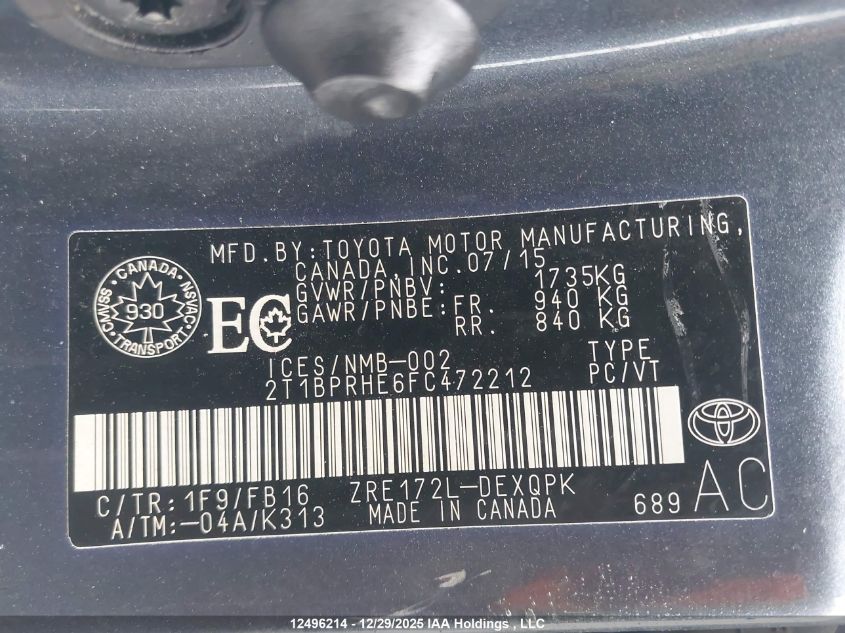 MFD.BY:TOYOTA MOTOR MANUFACTURING,
CANADA,INC.07/15
GVWR/PNBV: 1735KG
GAWR/PNBE:FR. 940 KG
RR. 840 KG
CANADA NSVAC TRANSPORT CMVSS
930
EC
ICES/NMB-002 TYPE
2T1BPRHE6FC472212 PC/VT
C/TR:1F9/FB16 ZRE172L-DEXQPK
A/TM:-04A/K313 MADE IN CANADA 689 AC
12496214 - 12/29/2025 IAA Holdings , LLC